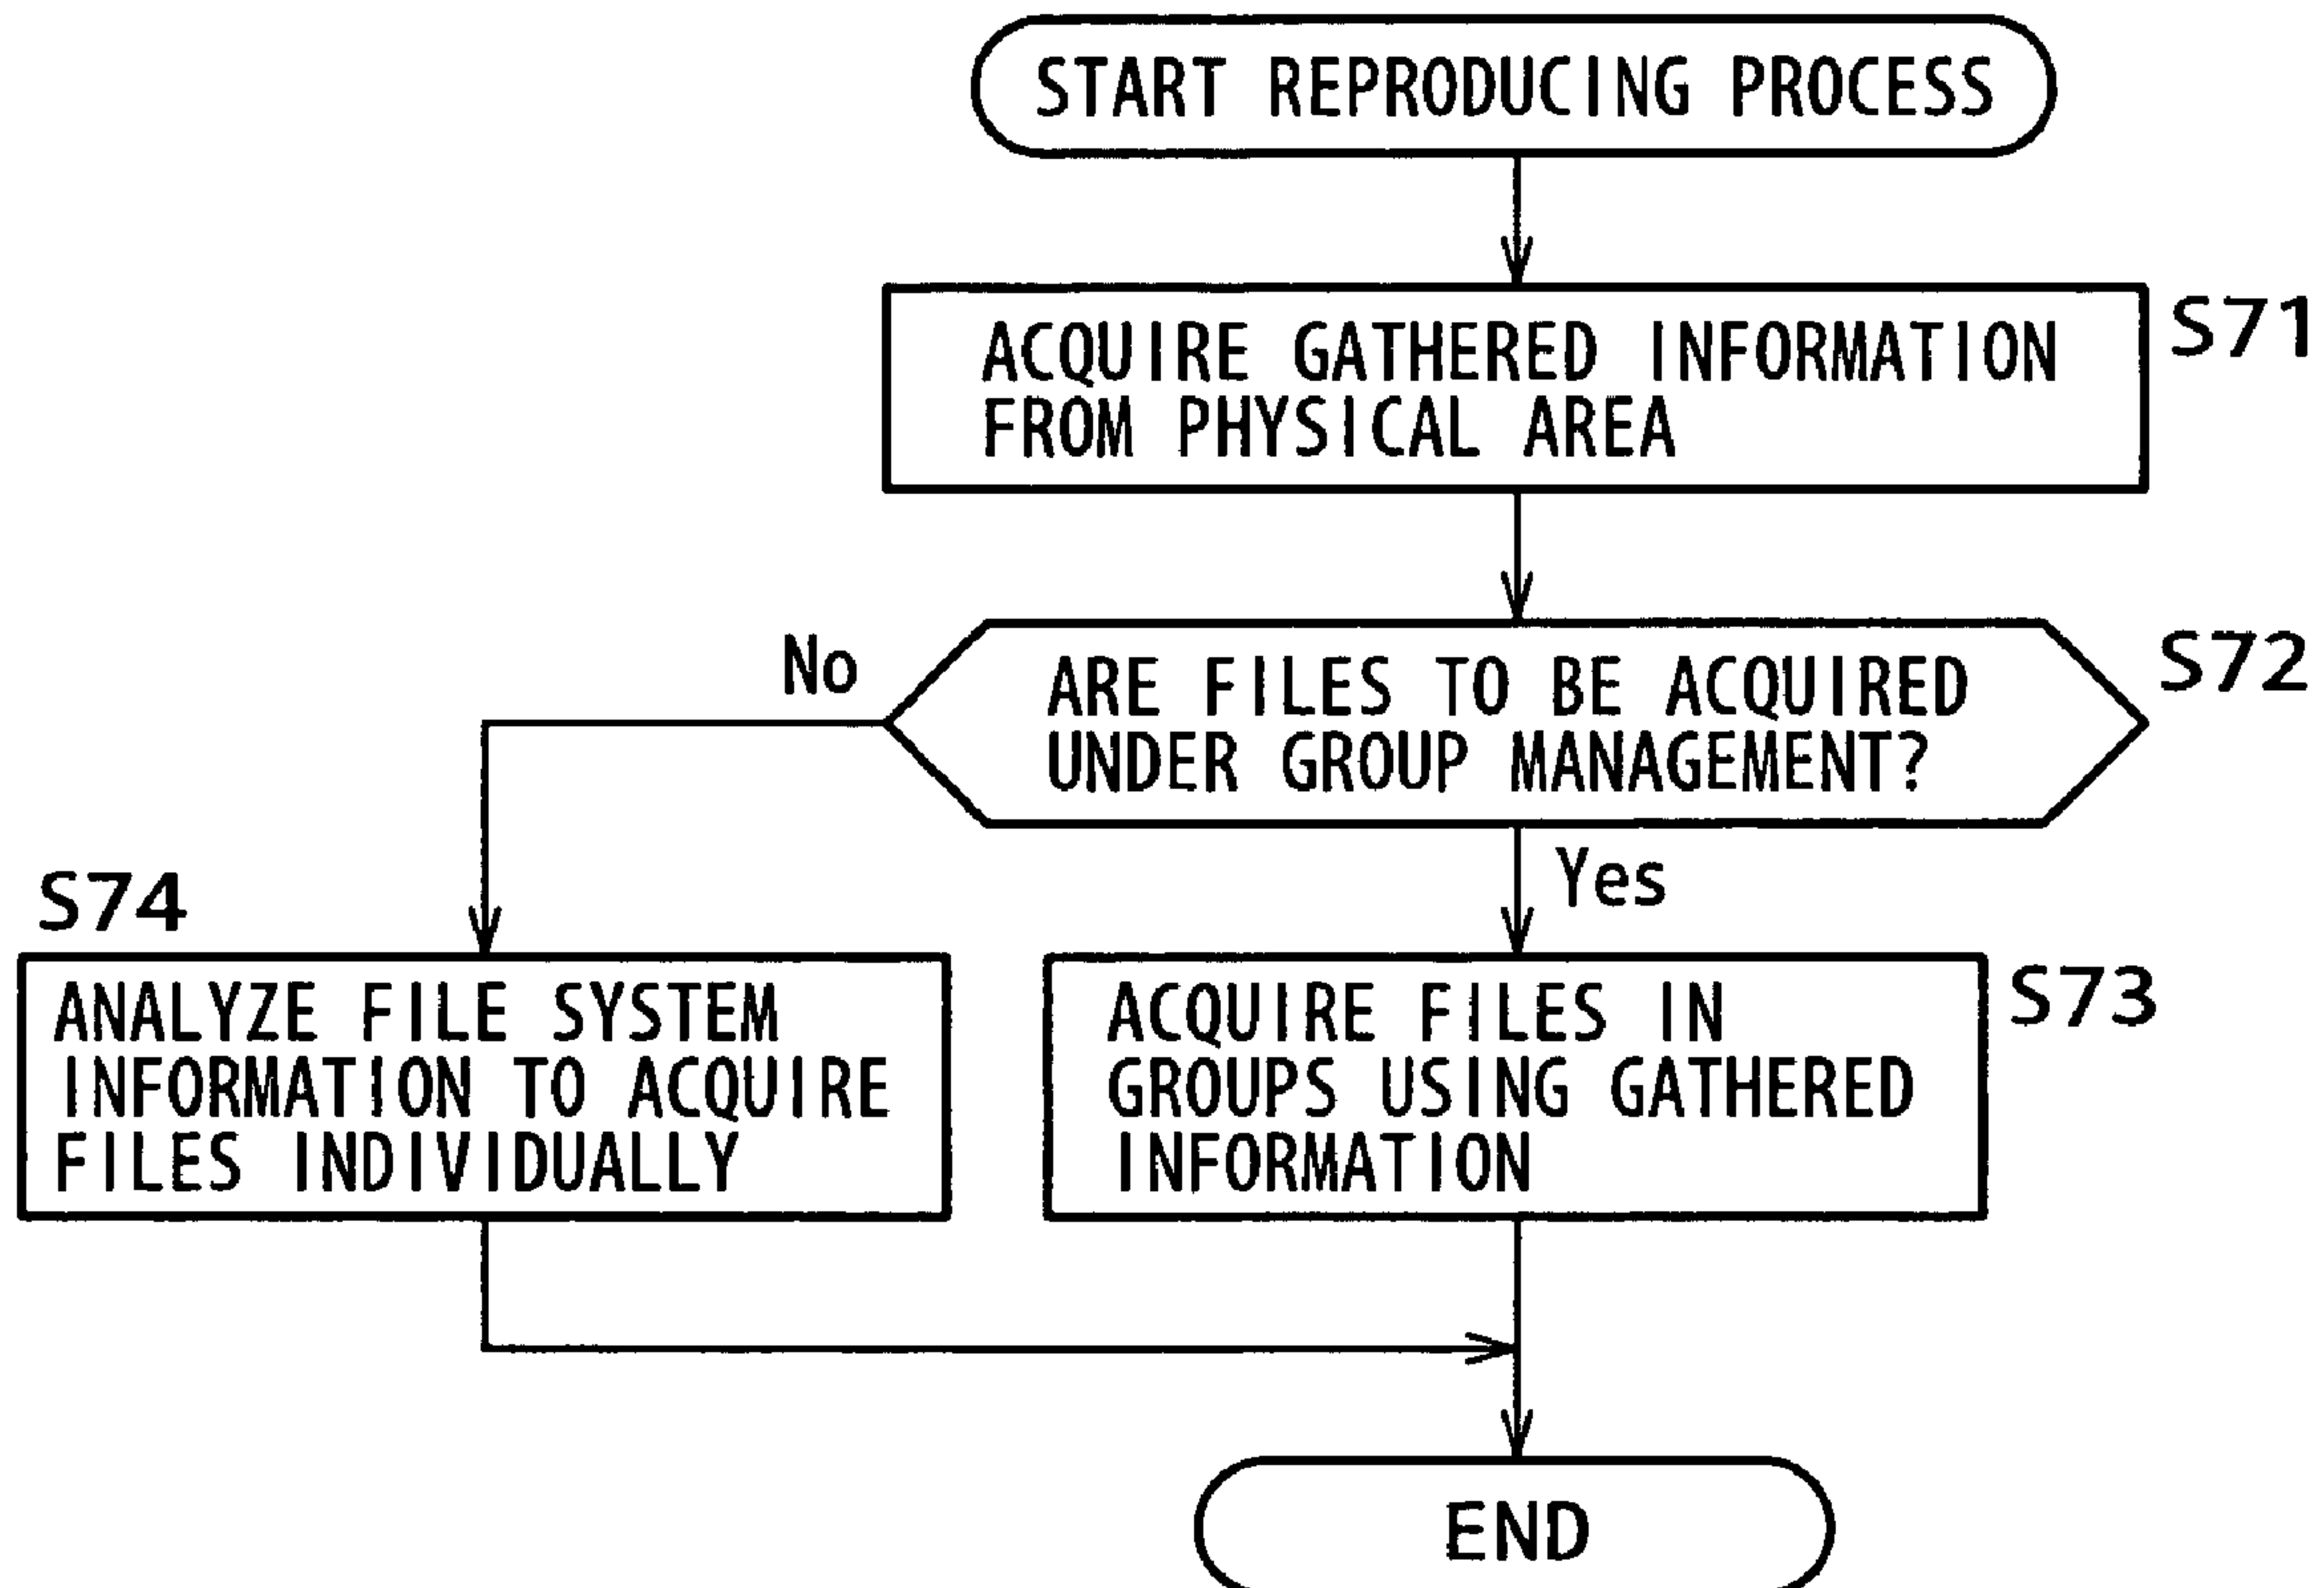 START REPRODUCING PROCESS
ACQUIRE GATHERED INFORMATION
FROM PHYSICAL AREA
S71
No
ARE FILES TO BE ACQUIRED
UNDER GROUP MANAGEMENT?
S72
Yes
S74
ANALYZE FILE SYSTEM
INFORMATION TO ACQUIRE
FILES INDIVIDUALLY
ACQUIRE FILES IN
GROUPS USING GATHERED
INFORMATION
S73
END